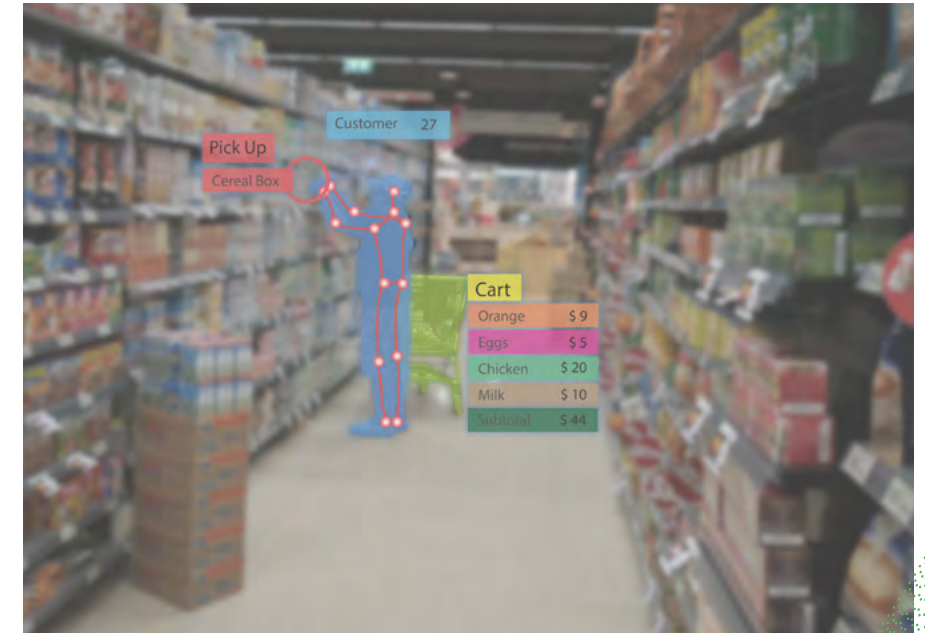 Customer 27
Pick Up
Cereal Box
Cart
Orange $ 9
Eggs $ 5
Chicken $ 20
Milk $ 10
Subtotal $ 44